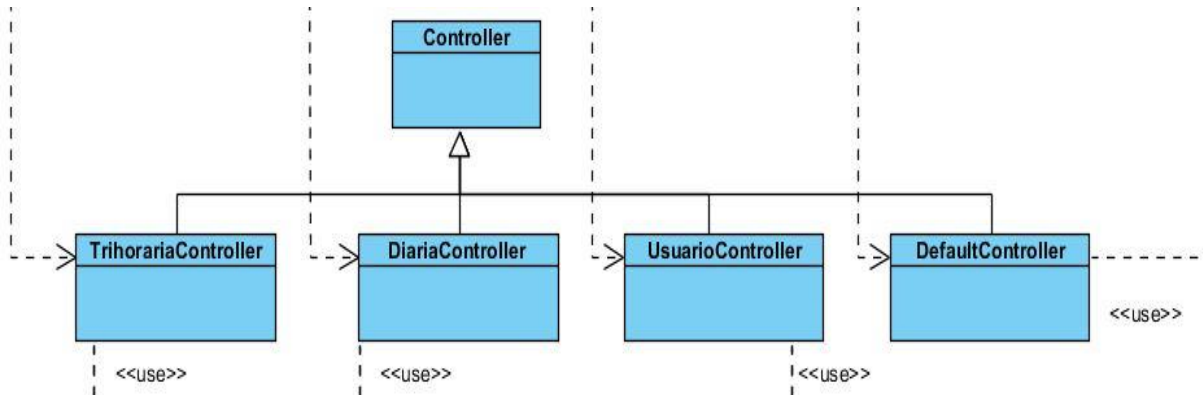 Controller
TrihorariaController
DiariaController
UsuarioController
DefaultController
<<use>>
<<use>>
<<use>>
<<use>>